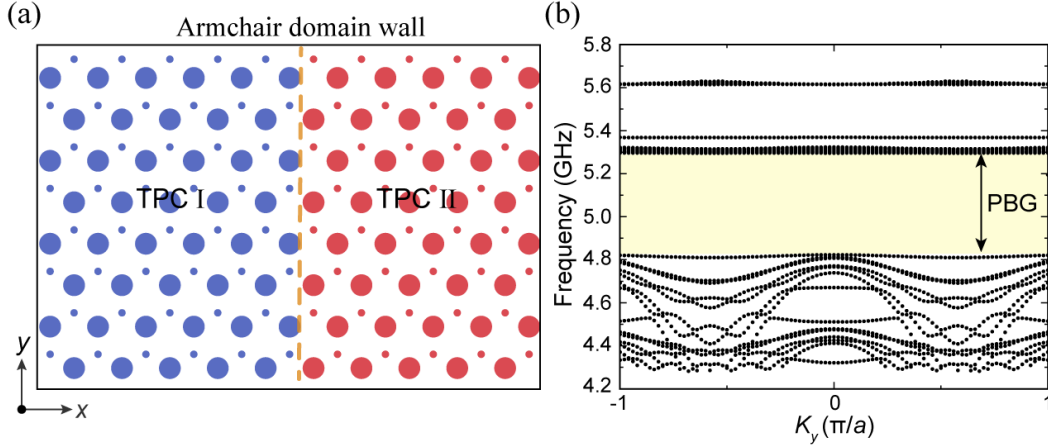 (a)
Armchair domain wall
TPC I
TPC II
y
x
(b)
Frequency (GHz)
5.8
5.6
5.4
5.2
5.0
4.8
4.6
4.4
4.2
PBG
-1
0
1
Ky (π/a)